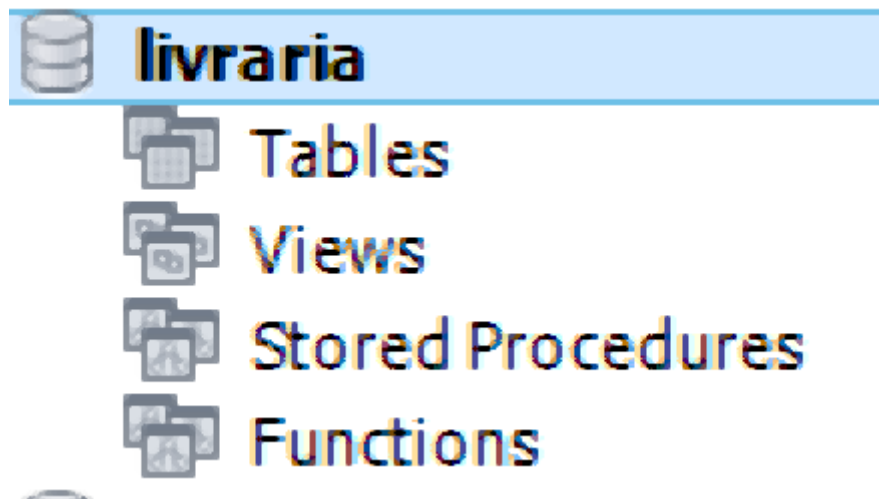 livraria
Tables
Views
Stored Procedures
Functions